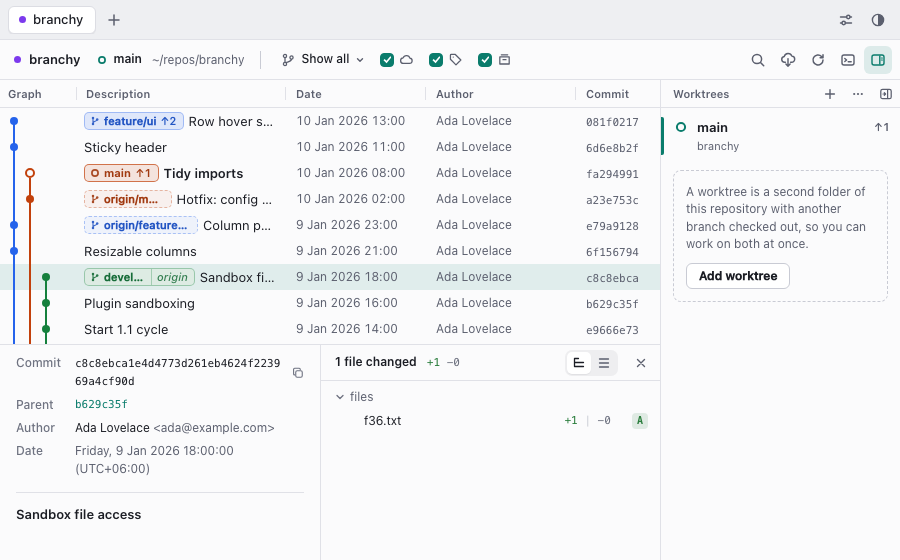 branchy
branchy main ~/repos/branchy Show all
Graph Description Date Author Commit
feature/ui ↑2 Row hover s... 10 Jan 2026 13:00 Ada Lovelace 081f0217
Sticky header 10 Jan 2026 11:00 Ada Lovelace 6d6e8b2f
main ↑1 Tidy imports 10 Jan 2026 08:00 Ada Lovelace fa294991
origin/m... Hotfix: config ... 10 Jan 2026 02:00 Ada Lovelace a23e753c
origin/feature... Column p... 9 Jan 2026 23:00 Ada Lovelace e79a9128
Resizable columns 9 Jan 2026 21:00 Ada Lovelace 6f156794
devel... origin Sandbox fi... 9 Jan 2026 18:00 Ada Lovelace c8c8ebca
Plugin sandboxing 9 Jan 2026 16:00 Ada Lovelace b629c35f
Start 1.1 cycle 9 Jan 2026 14:00 Ada Lovelace e9666e73
Worktrees
main ↑1
branchy
A worktree is a second folder of
this repository with another
branch checked out, so you can
work on both at once.
Add worktree
Commit c8c8ebca1e4d4773d261eb4624f2239
69a4cf90d
Parent b629c35f
Author Ada Lovelace <ada@example.com>
Date Friday, 9 Jan 2026 18:00:00
(UTC+06:00)
Sandbox file access
1 file changed +1 −0
files
f36.txt +1 | −0 A